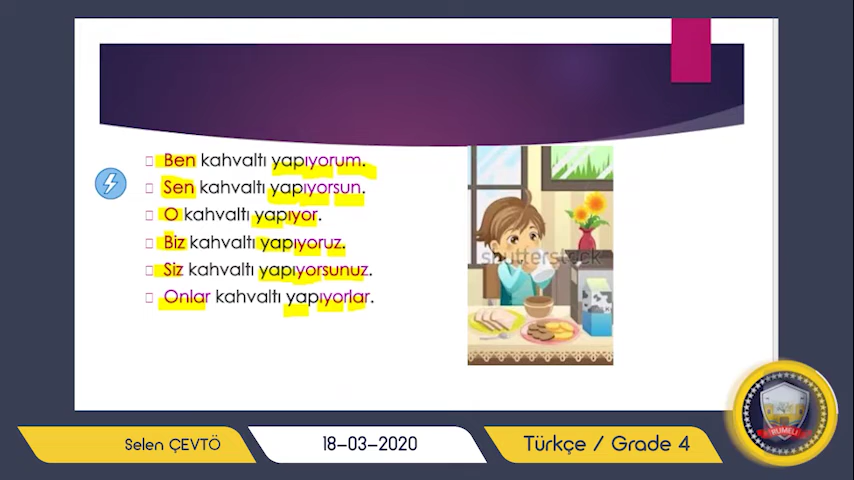 Ben kahvaltı yapıyorum.
Sen kahvaltı yapıyorsun.
O kahvaltı yapıyor.
Biz kahvaltı yapıyoruz.
Siz kahvaltı yapıyorsunuz.
Onlar kahvaltı yapıyorlar.
shutterstock
RUMELİ
Selen ÇEVTÖ
18-03-2020
Türkçe / Grade 4